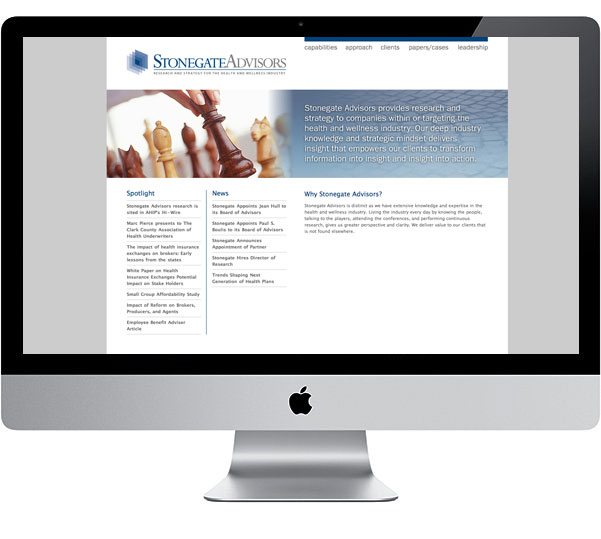 capabilities approach clients papers/cases leadership
STONEGATEADVISORS
RESEARCH AND STRATEGY FOR THE HEALTH AND WELLNESS INDUSTRY
Stonegate Advisors provides research and
strategy to companies within or targeting the
health and wellness industry. Our deep industry
knowledge and strategic mindset delivers
insight that empowers our clients to transform
information into insight and insight into action.
Spotlight
Stonegate Advisors research is
cited in AHIP's Hi-Wire
Marc Pierce presents to The
Clark County Association of
Health Underwriters
The impact of health insurance
exchanges on brokers: Early
lessons from the states
White Paper on Health
Insurance Exchanges Potential
Impact on Stake Holders
Small Group Affordability Study
Impact of Reform on Brokers,
Producers, and Agents
Employee Benefit Adviser
Article
News
Stonegate Appoints Jean Hull to
its Board of Advisors
Stonegate Appoints Paul S.
Boulis to its Board of Advisors
Stonegate Announces
Appointment of Partner
Stonegate Hires Director of
Research
Trends Shaping Next
Generation of Health Plans
Why Stonegate Advisors?
Stonegate Advisors is distinct as we have extensive knowledge and expertise in the
health and wellness industry. Living the industry every day by knowing the people,
talking to the players, attending the conferences, and performing continuous
research, gives us greater perspective and clarity. We deliver value to our clients that
is not found elsewhere.